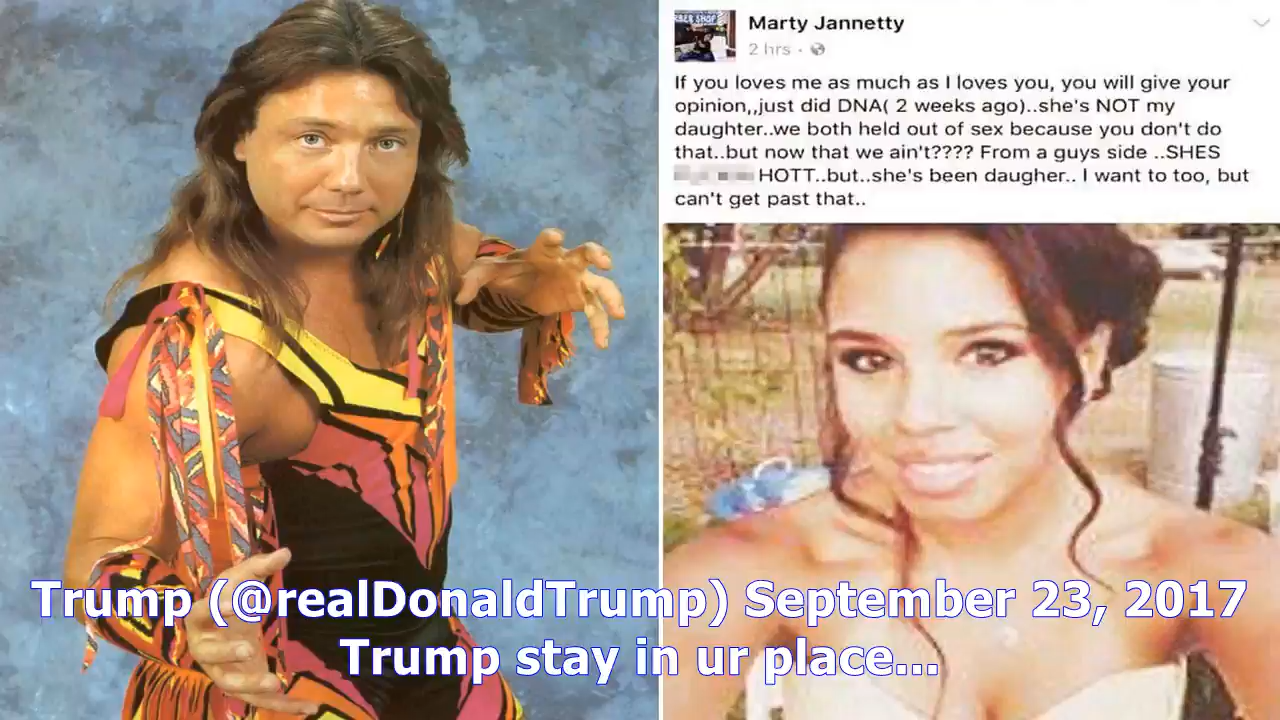 RBER SHOP
Marty Jannetty
2 hrs ·
If you loves me as much as I loves you, you will give your
opinion,,just did DNA( 2 weeks ago)..she's NOT my
daughter..we both held out of sex because you don't do
that..but now that we ain't???? From a guys side ..SHES
HOTT..but..she's been daugher.. I want to too, but
can't get past that..
Trump (@realDonaldTrump) September 23, 2017
Trump stay in ur place...